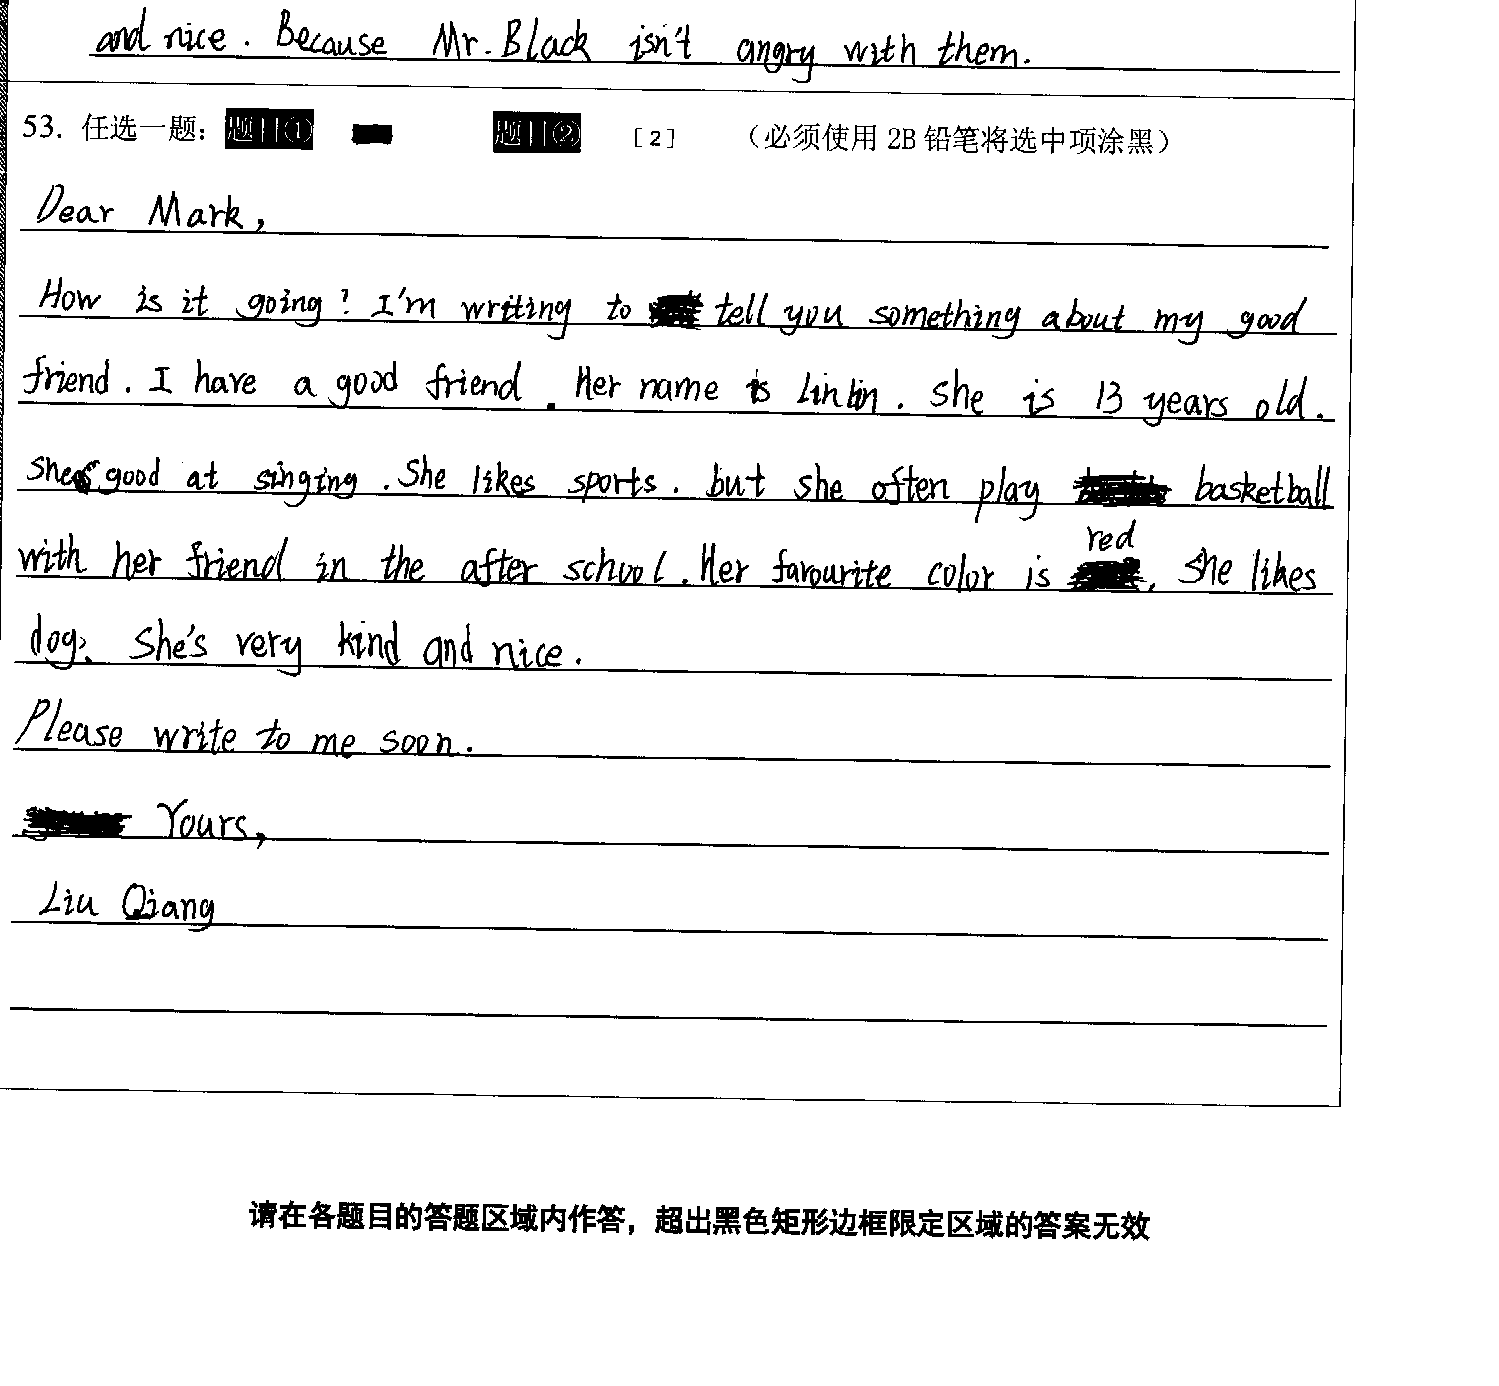 and nice. Because Mr. Black isn't angry with them.
53. 任选一题： 题目① 题目② [2] （必须使用 2B 铅笔将选中项涂黑）
Dear Mark,
How is it going? I'm writing to tell you something about my good
friend. I have a good friend. Her name is Linlin. She is 13 years old.
She's good at singing. She likes sports. but she often play basketball
with her friend in the after school. Her favourite color is red. She likes
dogs. She's very kind and nice.
Please write to me soon.
Yours,
Liu Qiang
请在各题目的答题区域内作答，超出黑色矩形边框限定区域的答案无效